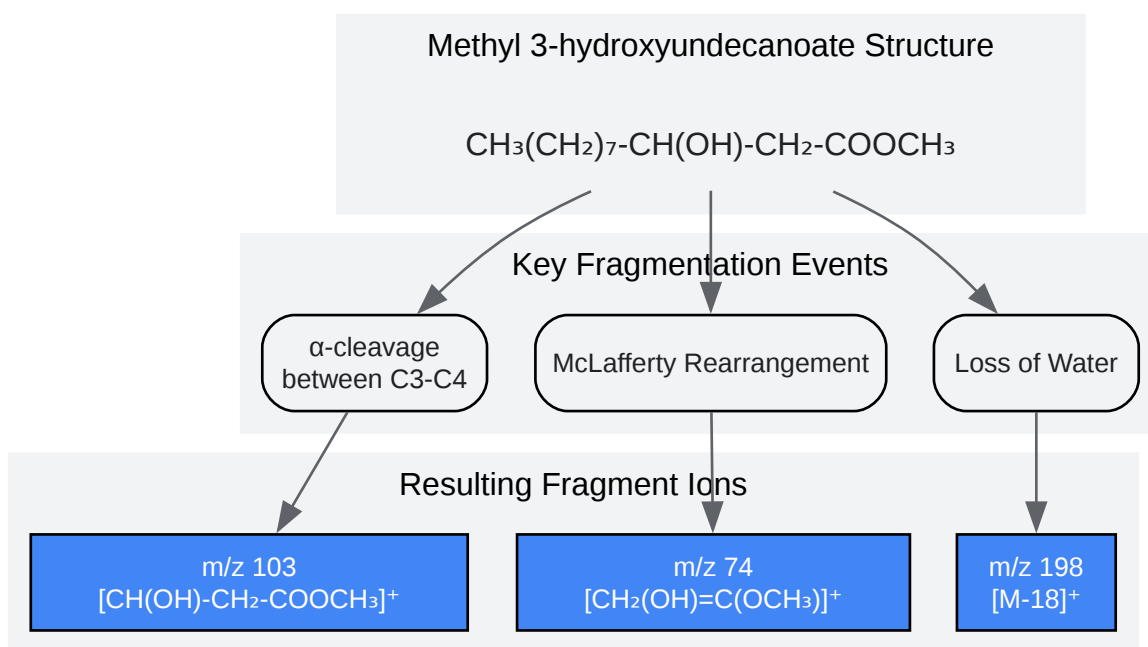 Methyl 3-hydroxyundecanoate Structure
CH₃(CH₂)₇-CH(OH)-CH₂-COOCH₃
Key Fragmentation Events
α-cleavage
between C3-C4
McLafferty Rearrangement
Loss of Water
Resulting Fragment Ions
m/z 103
[CH(OH)-CH₂-COOCH₃]⁺
m/z 74
[CH₂(OH)=C(OCH₃)]⁺
m/z 198
[M-18]⁺